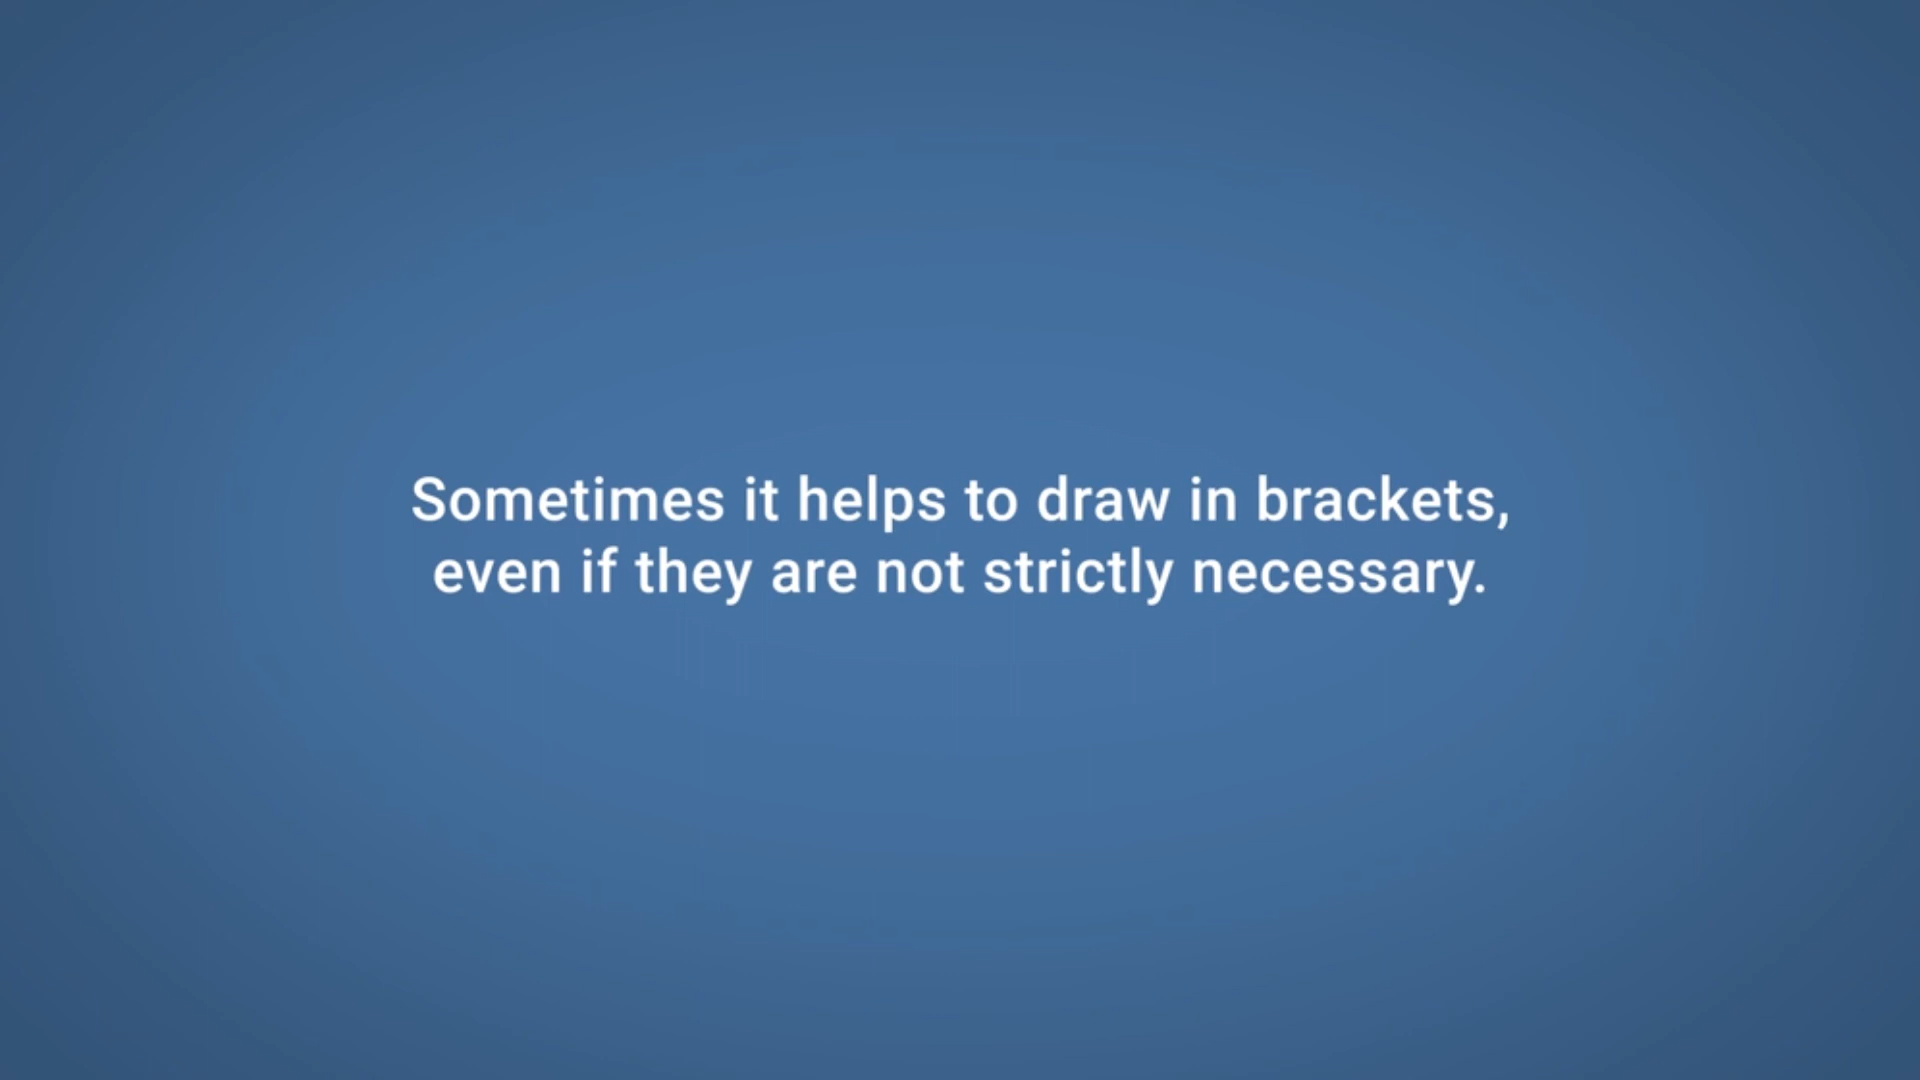 Sometimes it helps to draw in brackets,
even if they are not strictly necessary.